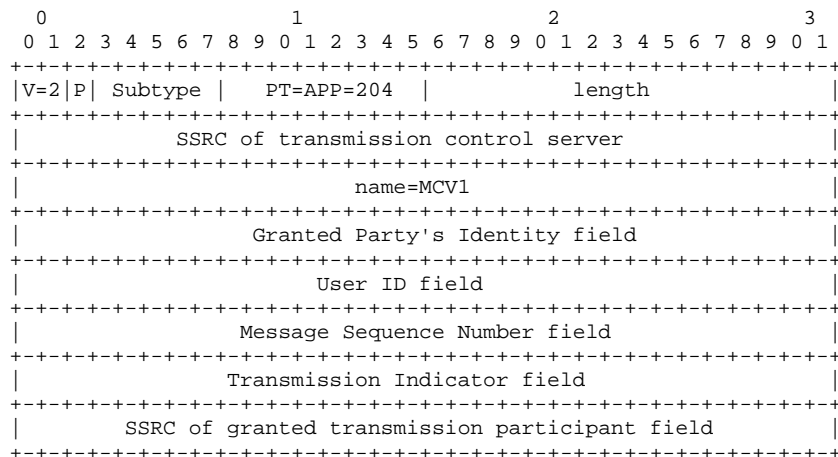 0                   1                   2                   3
0 1 2 3 4 5 6 7 8 9 0 1 2 3 4 5 6 7 8 9 0 1 2 3 4 5 6 7 8 9 0 1
+-+-+-+-+-+-+-+-+-+-+-+-+-+-+-+-+-+-+-+-+-+-+-+-+-+-+-+-+-+-+-+-+
|V=2|P| Subtype | PT=APP=204 | length |
+-+-+-+-+-+-+-+-+-+-+-+-+-+-+-+-+-+-+-+-+-+-+-+-+-+-+-+-+-+-+-+-+
| SSRC of transmission control server |
+-+-+-+-+-+-+-+-+-+-+-+-+-+-+-+-+-+-+-+-+-+-+-+-+-+-+-+-+-+-+-+-+
| name=MCV1 |
+-+-+-+-+-+-+-+-+-+-+-+-+-+-+-+-+-+-+-+-+-+-+-+-+-+-+-+-+-+-+-+-+
| Granted Party's Identity field |
+-+-+-+-+-+-+-+-+-+-+-+-+-+-+-+-+-+-+-+-+-+-+-+-+-+-+-+-+-+-+-+-+
| User ID field |
+-+-+-+-+-+-+-+-+-+-+-+-+-+-+-+-+-+-+-+-+-+-+-+-+-+-+-+-+-+-+-+-+
| Message Sequence Number field |
+-+-+-+-+-+-+-+-+-+-+-+-+-+-+-+-+-+-+-+-+-+-+-+-+-+-+-+-+-+-+-+-+
| Transmission Indicator field |
+-+-+-+-+-+-+-+-+-+-+-+-+-+-+-+-+-+-+-+-+-+-+-+-+-+-+-+-+-+-+-+-+
| SSRC of granted transmission participant field |
+-+-+-+-+-+-+-+-+-+-+-+-+-+-+-+-+-+-+-+-+-+-+-+-+-+-+-+-+-+-+-+-+